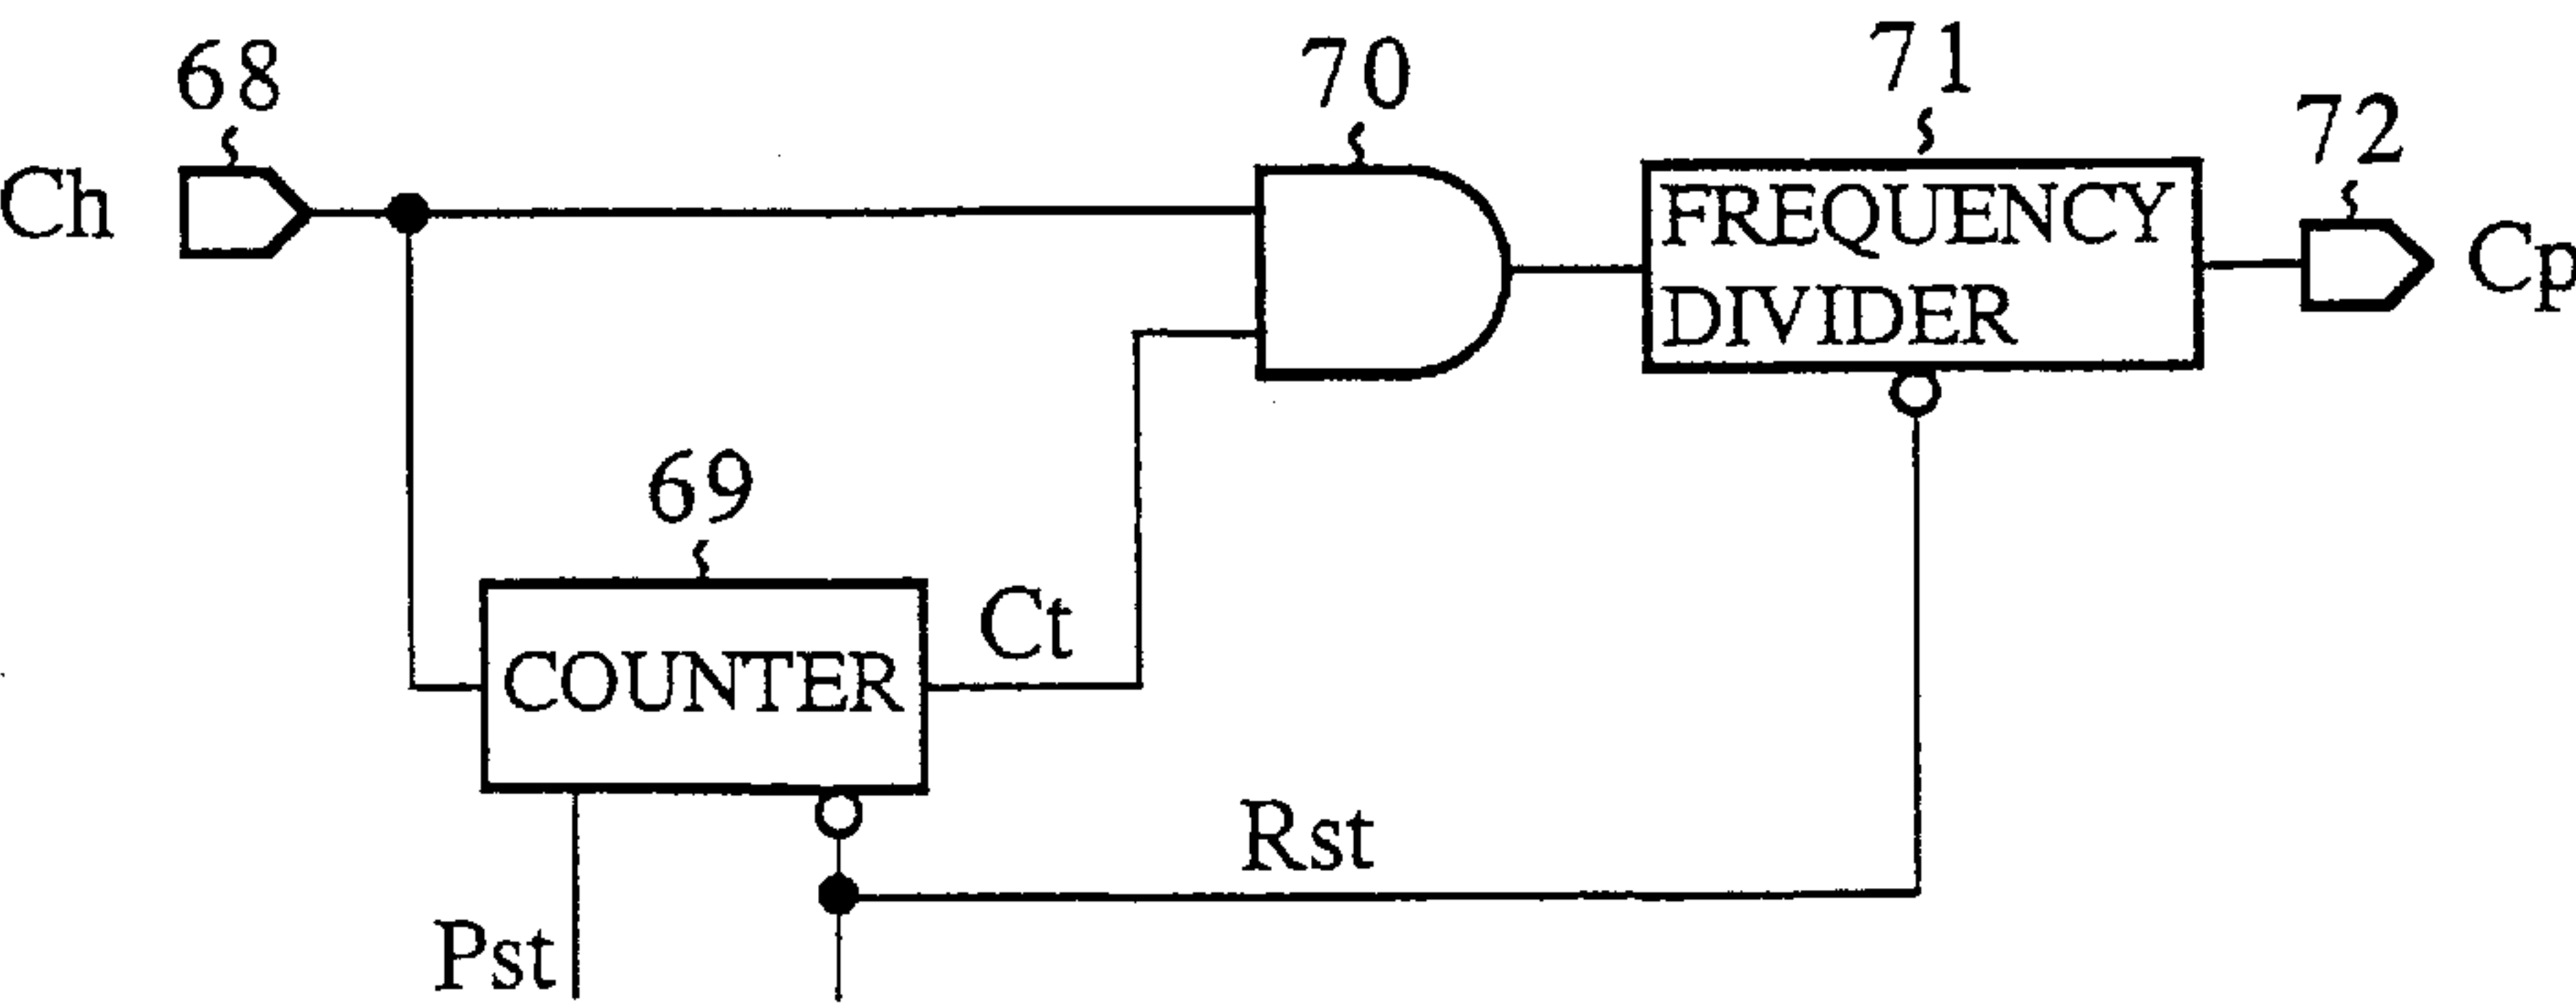 68
70
71
72
Ch
FREQUENCY
DIVIDER
Cp
69
Ct
COUNTER
Rst
Pst